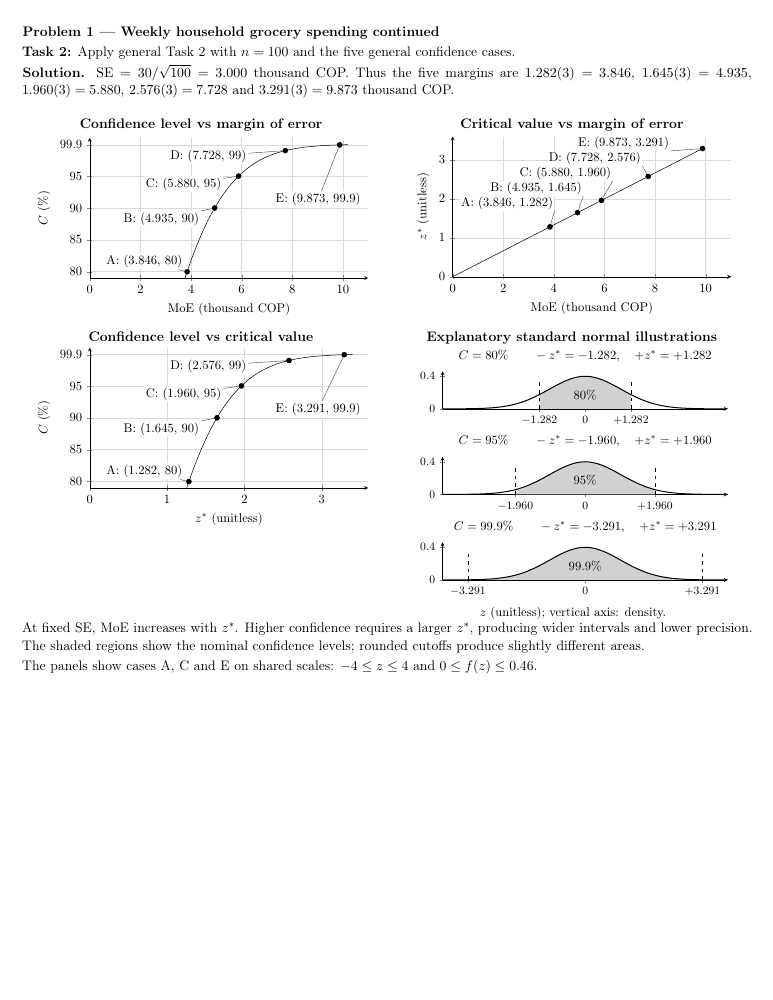 Problem 1 — Weekly household grocery spending continued
Task 2: Apply general Task 2 with n = 100 and the five general confidence cases.
Solution. SE = 30/√100 = 3.000 thousand COP. Thus the five margins are 1.282(3) = 3.846, 1.645(3) = 4.935,
1.960(3) = 5.880, 2.576(3) = 7.728 and 3.291(3) = 9.873 thousand COP.
Confidence level vs margin of error
99.9
95
90
85
80
C (%)
D: (7.728, 99)
C: (5.880, 95)
E: (9.873, 99.9)
B: (4.935, 90)
A: (3.846, 80)
0 2 4 6 8 10
MoE (thousand COP)
Critical value vs margin of error
3
2
1
0
z* (unitless)
E: (9.873, 3.291)
D: (7.728, 2.576)
C: (5.880, 1.960)
B: (4.935, 1.645)
A: (3.846, 1.282)
0 2 4 6 8 10
MoE (thousand COP)
Confidence level vs critical value
99.9
95
90
85
80
C (%)
D: (2.576, 99)
C: (1.960, 95)
E: (3.291, 99.9)
B: (1.645, 90)
A: (1.282, 80)
0 1 2 3
z* (unitless)
Explanatory standard normal illustrations
C = 80% − z* = −1.282, +z* = +1.282
0.4
80%
0
−1.282 0 +1.282
C = 95% − z* = −1.960, +z* = +1.960
0.4
95%
0
−1.960 0 +1.960
C = 99.9% − z* = −3.291, +z* = +3.291
0.4
99.9%
0
−3.291 0 +3.291
z (unitless); vertical axis: density.
At fixed SE, MoE increases with z*. Higher confidence requires a larger z*, producing wider intervals and lower precision.
The shaded regions show the nominal confidence levels; rounded cutoffs produce slightly different areas.
The panels show cases A, C and E on shared scales: −4 ≤ z ≤ 4 and 0 ≤ f(z) ≤ 0.46.